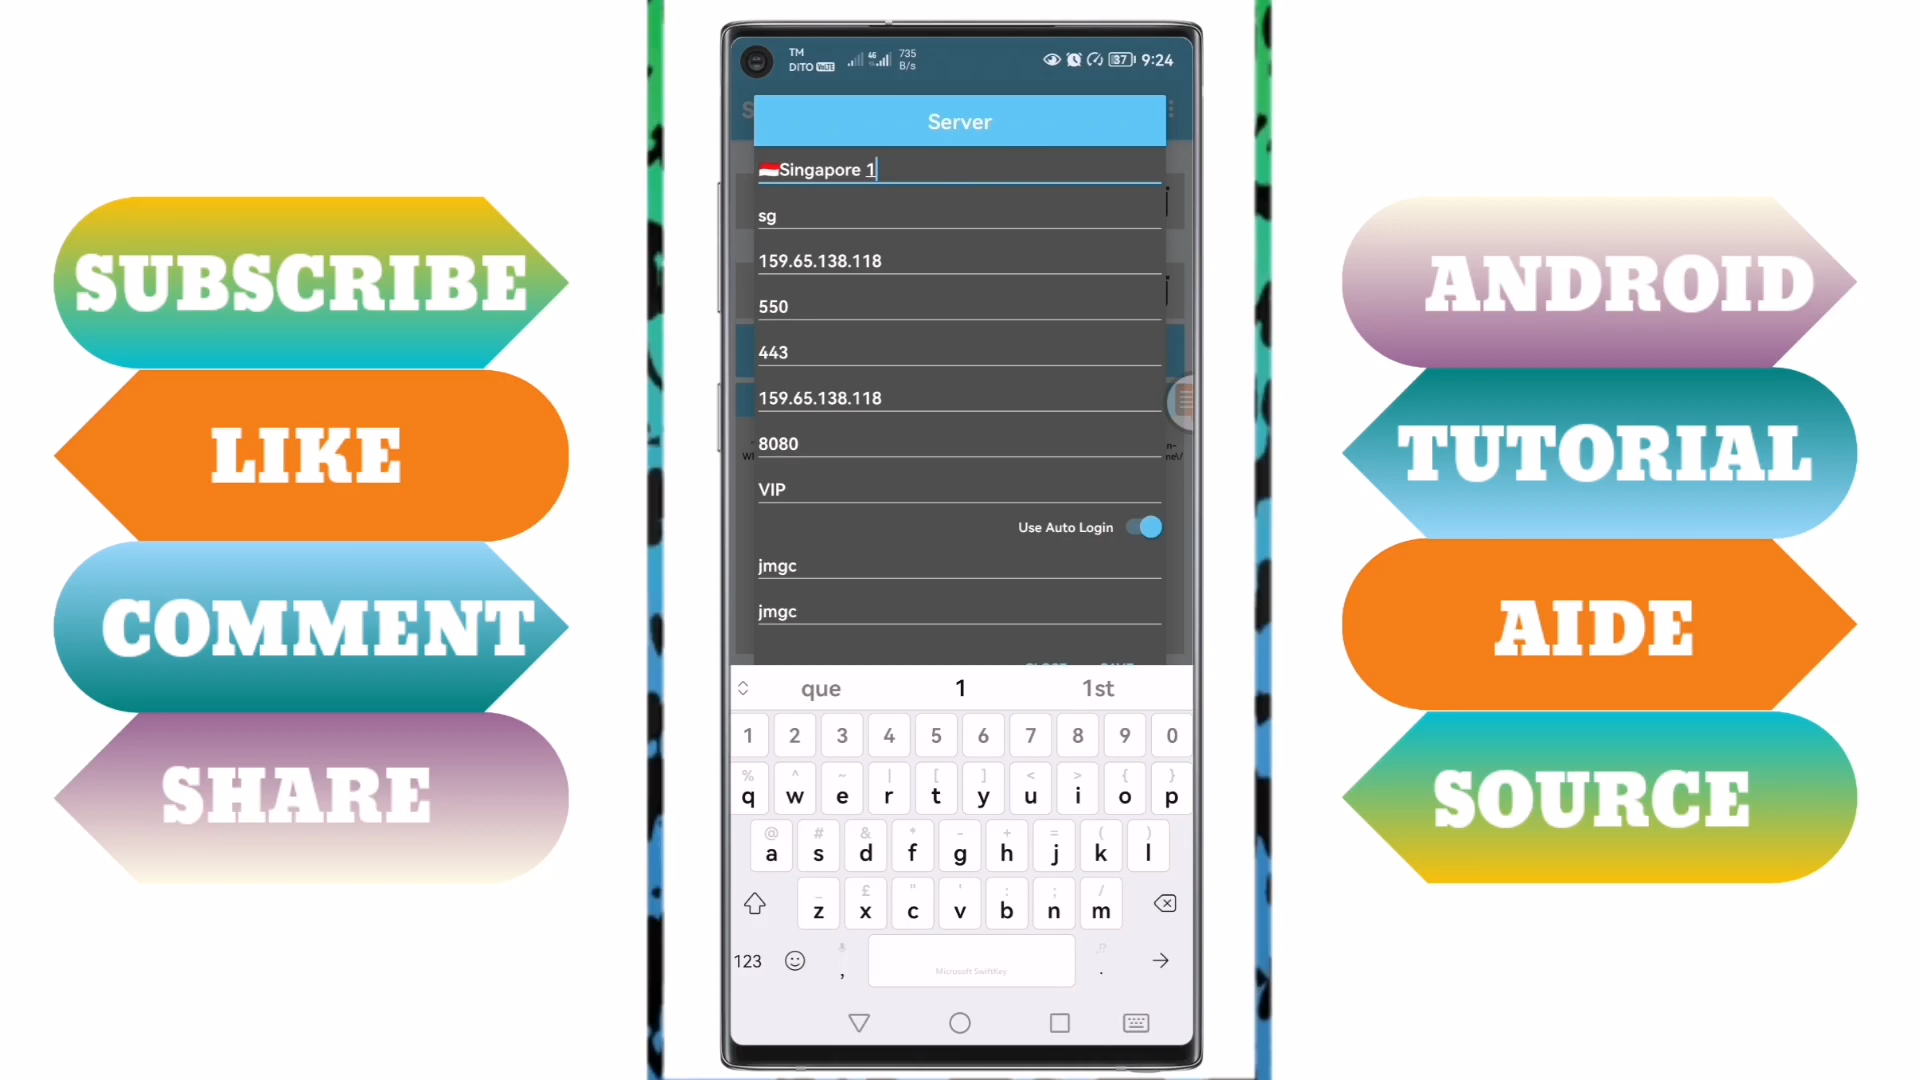 SUBSCRIBE
LIKE
COMMENT
SHARE
TM
DITO VoLTE
4G
735
B/s
37
9:24
Server
🇮🇩Singapore 1
sg
159.65.138.118
550
443
159.65.138.118
8080
VIP
Use Auto Login
jmgc
jmgc
que 1 1st
1 2 3 4 5 6 7 8 9 0
% ^ ~ | [ ] < > { }
q w e r t y u i o p
@ # & * - + = ( )
a s d f g h j k l
_ £ " ' : ; /
z x c v b n m
123 , Microsoft SwiftKey .
ANDROID
TUTORIAL
AIDE
SOURCE